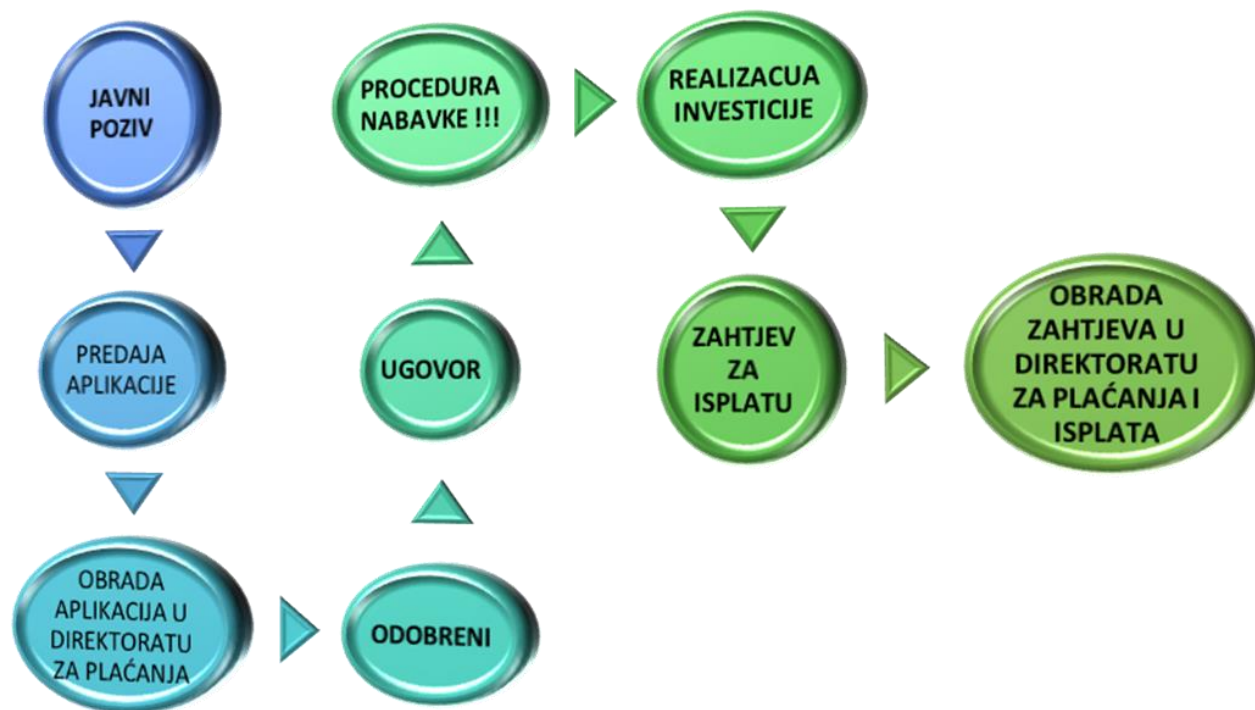 JAVNI
POZIV
PREDAJA
APLIKACIJE
OBRADA
APLIKACIJA U
DIREKTORATU
ZA PLAĆANJA
ODOBRENI
UGOVOR
PROCEDURA
NABAVKE !!!
REALIZACUA
INVESTICIJE
ZAHTJEV
ZA
ISPLATU
OBRADA
ZAHTJEVA U
DIREKTORATU
ZA PLAĆANJA I
ISPLATA